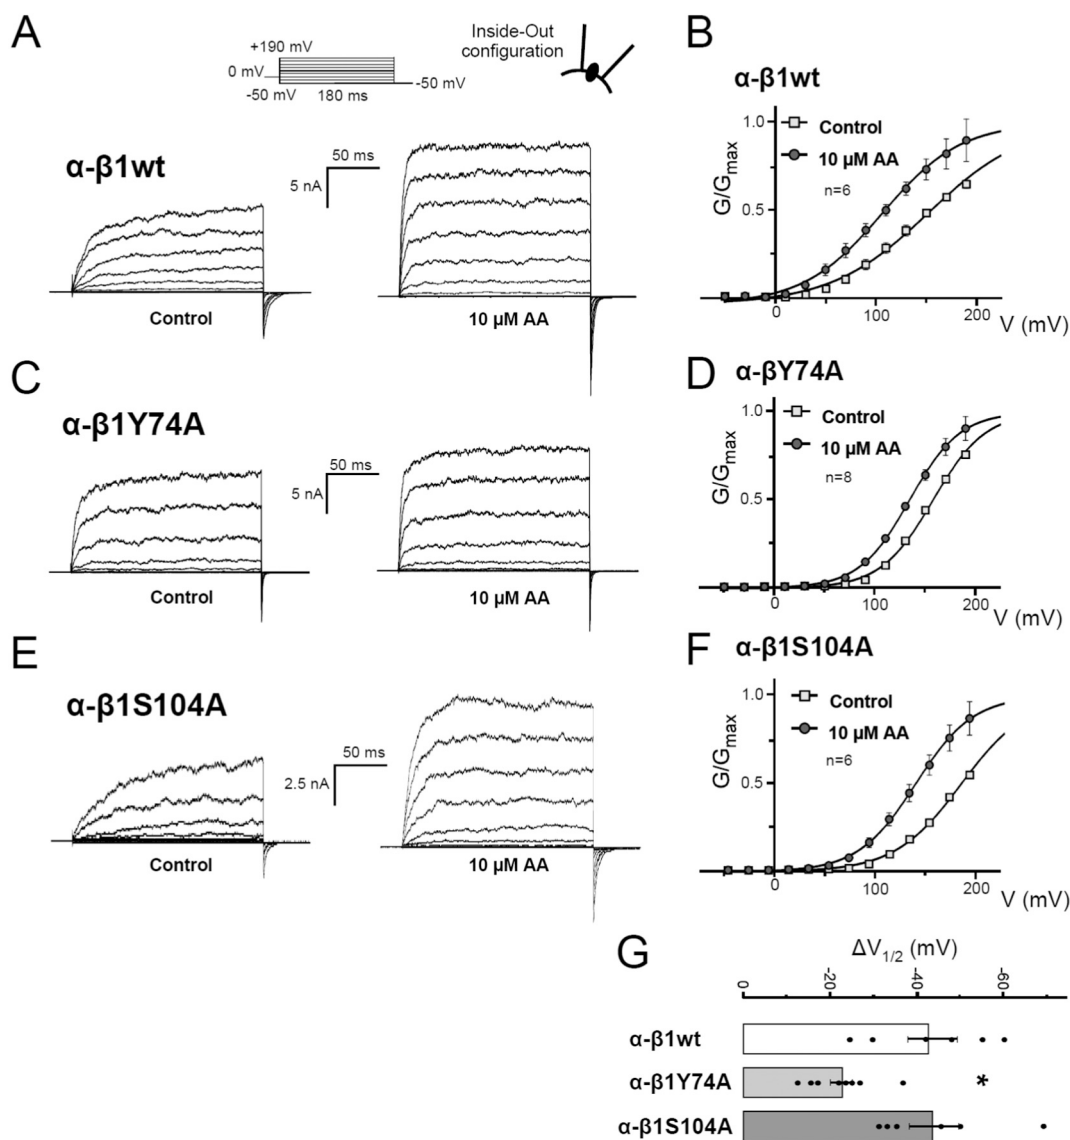 A
+190 mV
0 mV
-50 mV
180 ms
-50 mV
Inside-Out
configuration
α-β1wt
50 ms
5 nA
Control
10 µM AA
B
α-β1wt
G/Gmax
1.0
0.5
Control
10 µM AA
n=6
0
100
200
V (mV)
C
α-β1Y74A
50 ms
5 nA
Control
10 µM AA
D
α-βY74A
G/Gmax
1.0
0.5
Control
10 µM AA
n=8
0
100
200
V (mV)
E
α-β1S104A
50 ms
2.5 nA
Control
10 µM AA
F
α-β1S104A
G/Gmax
1.0
0.5
Control
10 µM AA
n=6
0
100
200
V (mV)
G
ΔV1/2 (mV)
0
-20
-40
-60
α-β1wt
α-β1Y74A
*
α-β1S104A